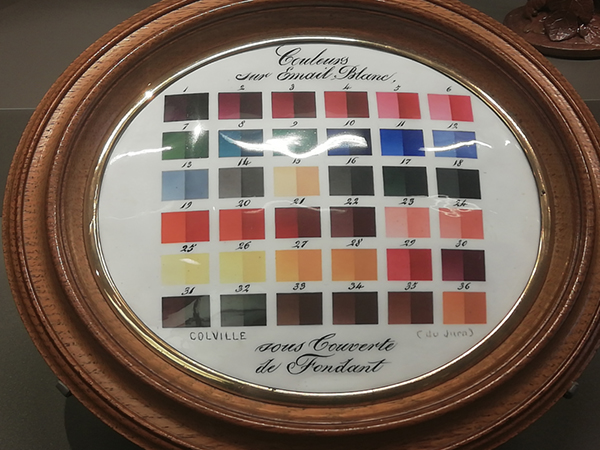 Couleurs
sur Email Blanc,
1 2 3 4 5 6
7 8 9 10 11 12
13 14 15 16 17 18
19 20 21 22 23 24
25 26 27 28 29 30
31 32 33 34 35 36
COLVILLE (du Jura)
sous Couverte
de Fondant